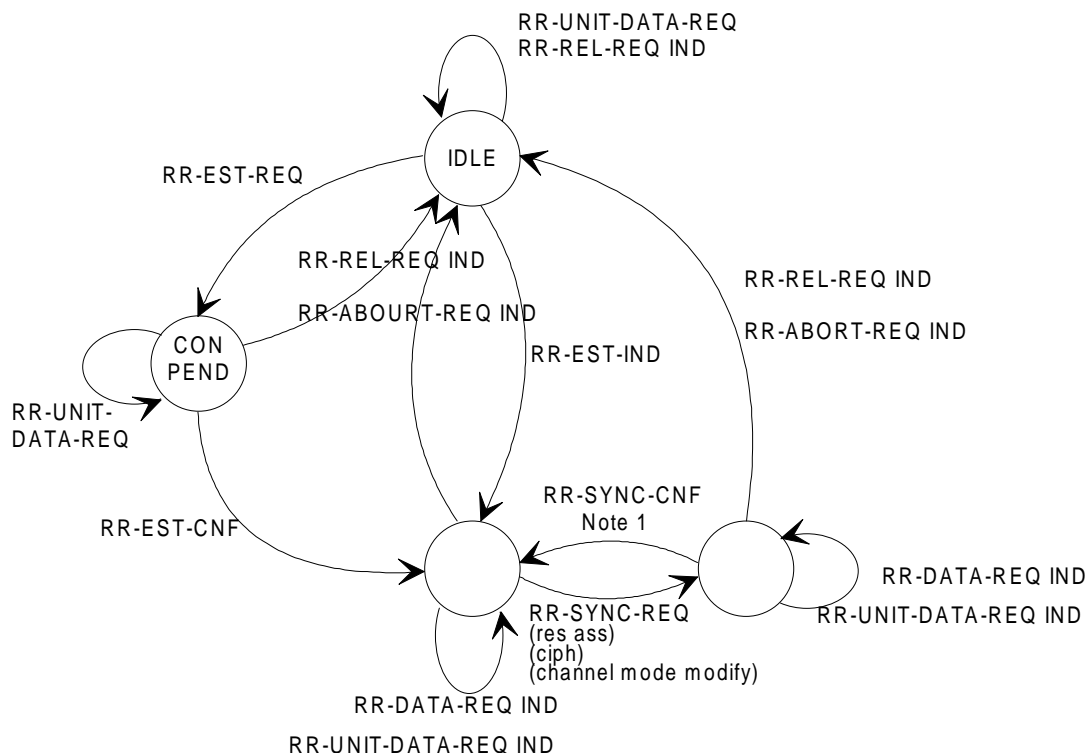 RR-UNIT-DATA-REQ
RR-REL-REQ IND
IDLE
RR-EST-REQ
RR-REL-REQ IND
RR-ABOURT-REQ IND
RR-REL-REQ IND
RR-ABORT-REQ IND
CON
PEND
RR-EST-IND
RR-UNIT-
DATA-REQ
RR-EST-CNF
RR-SYNC-CNF
Note 1
RR-DATA-REQ IND
RR-UNIT-DATA-REQ IND
RR-SYNC-REQ
(res ass)
(ciph)
(channel mode modify)
RR-DATA-REQ IND
RR-UNIT-DATA-REQ IND